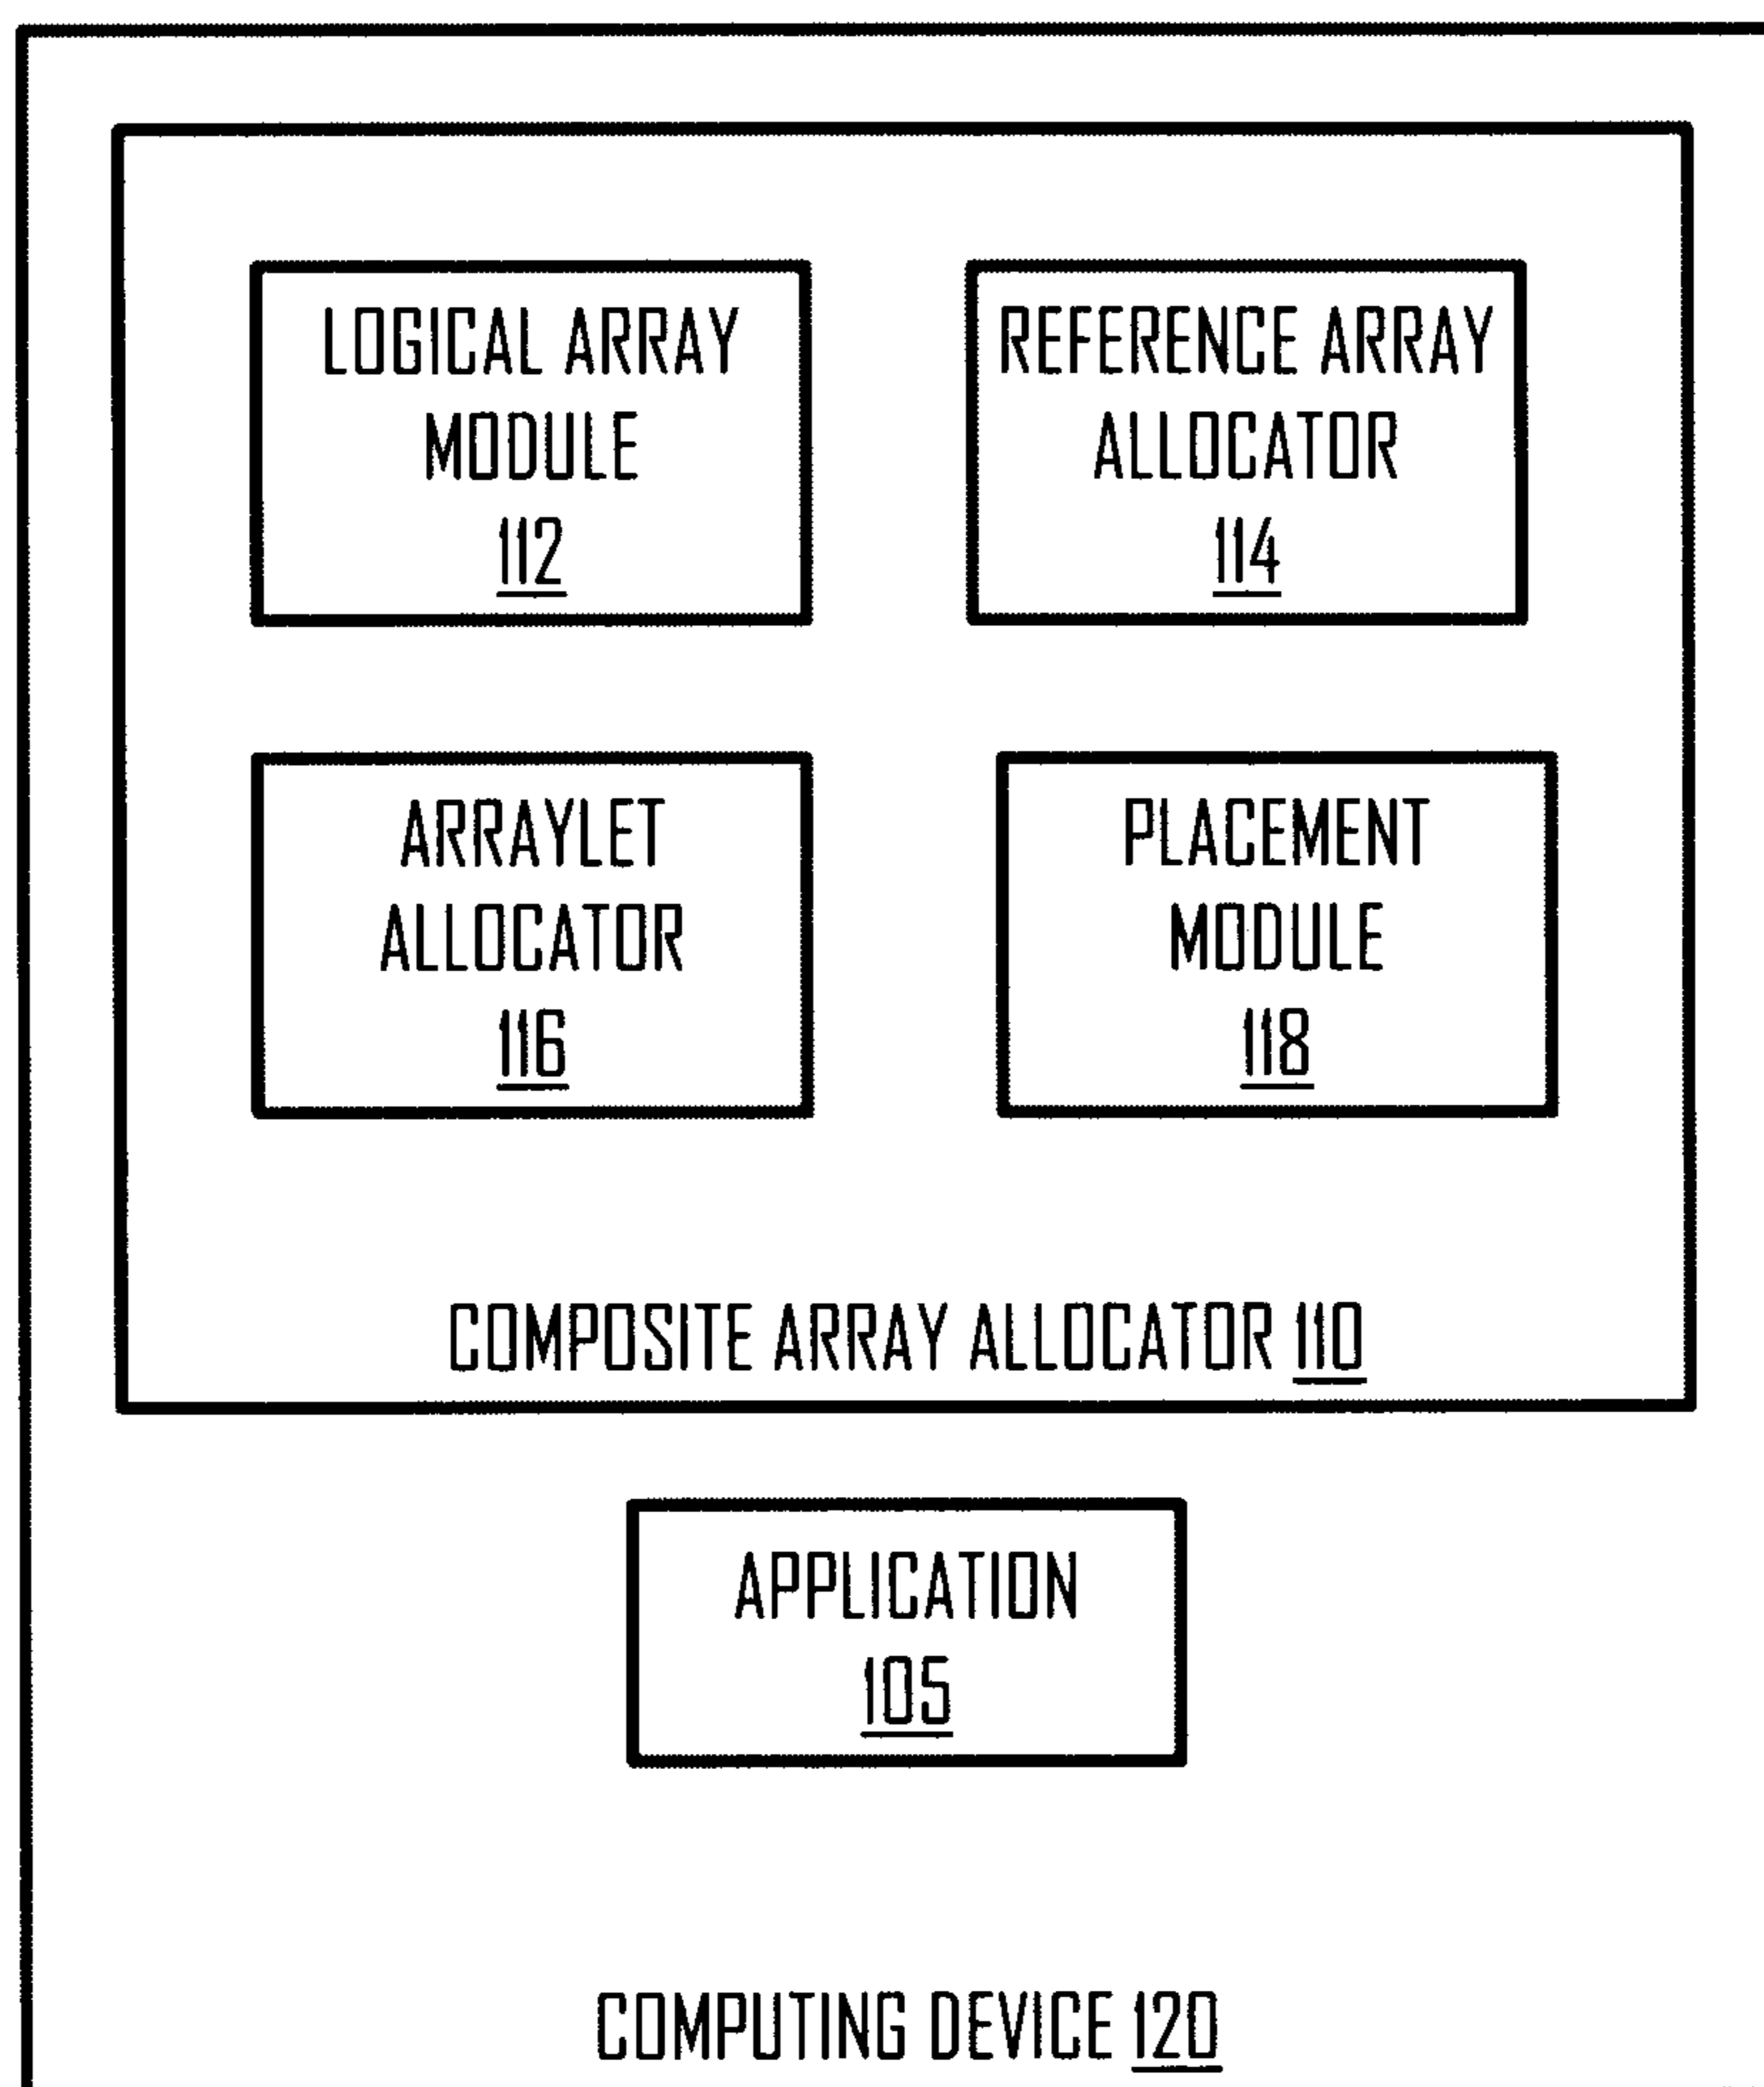 LOGICAL ARRAY
MODULE
112
REFERENCE ARRAY
ALLOCATOR
114
ARRAYLET
ALLOCATOR
116
PLACEMENT
MODULE
118
COMPOSITE ARRAY ALLOCATOR 110
APPLICATION
105
COMPUTING DEVICE 120